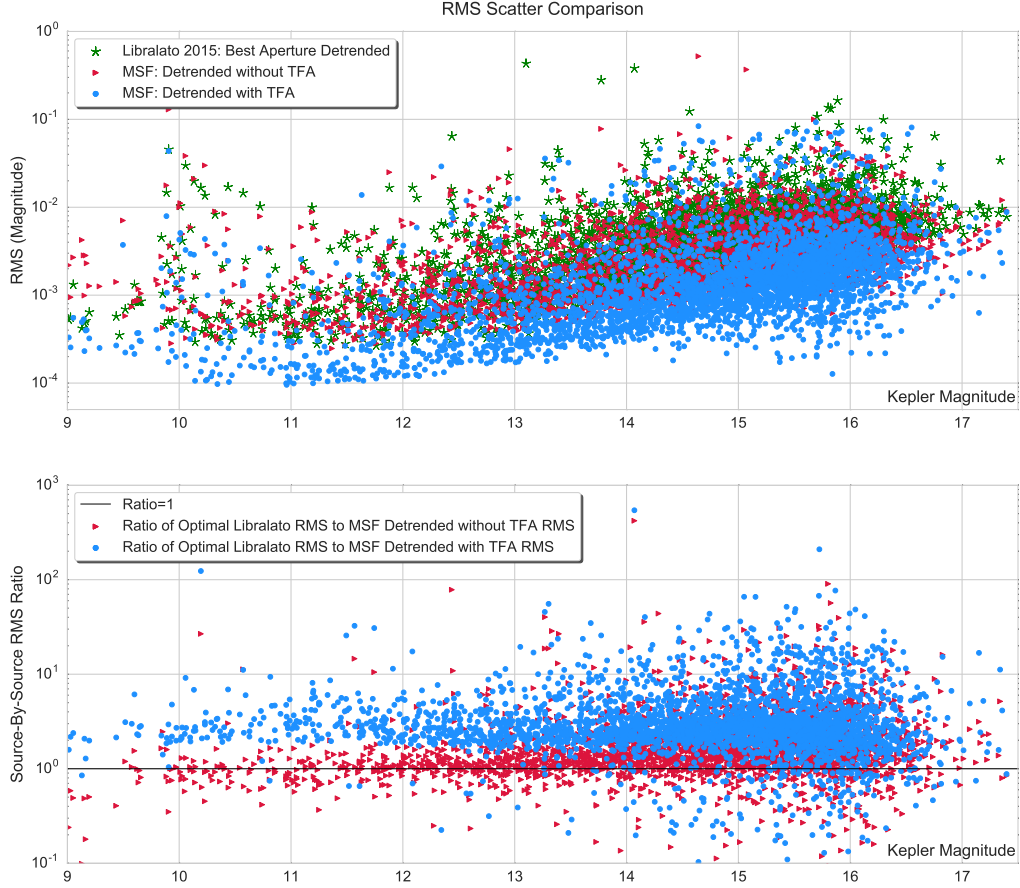 RMS Scatter Comparison
RMS (Magnitude)
10^0
10^-1
10^-2
10^-3
10^-4
Libralato 2015: Best Aperture Detrended
MSF: Detrended without TFA
MSF: Detrended with TFA
Kepler Magnitude
9 10 11 12 13 14 15 16 17
Source-By-Source RMS Ratio
10^3
10^2
10^1
10^0
10^-1
Ratio=1
Ratio of Optimal Libralato RMS to MSF Detrended without TFA RMS
Ratio of Optimal Libralato RMS to MSF Detrended with TFA RMS
Kepler Magnitude
9 10 11 12 13 14 15 16 17